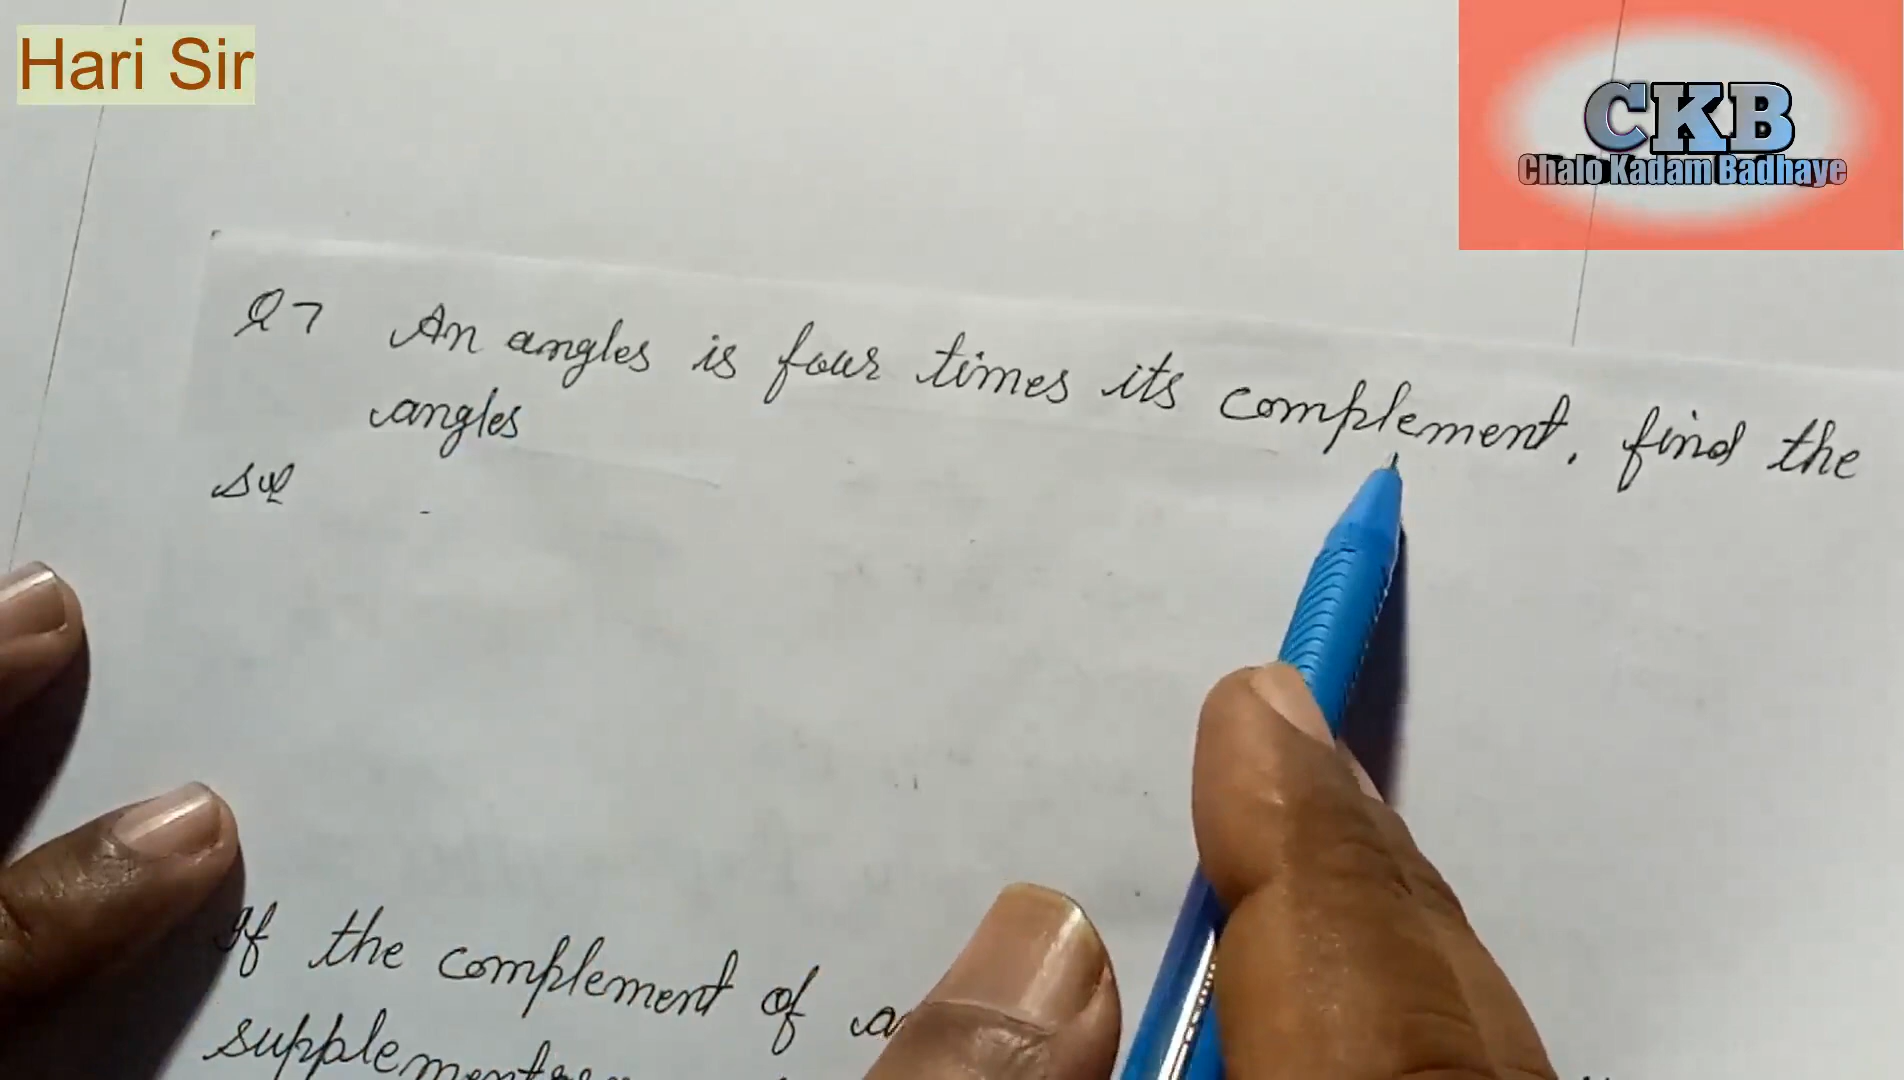 Hari Sir
CKB
Chalo Kadam Badhaye
Q7 An angles is four times its complement, find the
angles
Sol
If the complement of